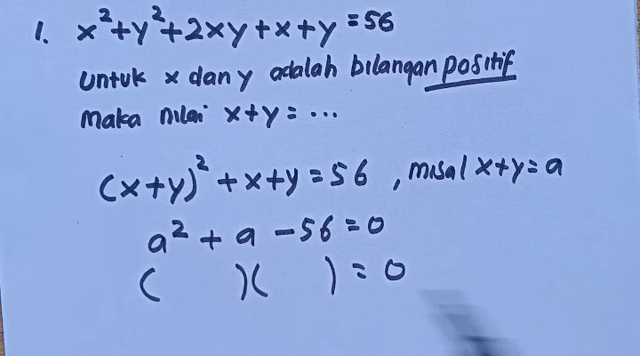 1. x²+y²+2xy+x+y=56
untuk x dan y adalah bilangan positif
maka nilai x+y=...
(x+y)²+x+y=56, misal x+y=a
a²+a-56=0
(    )(    )=0